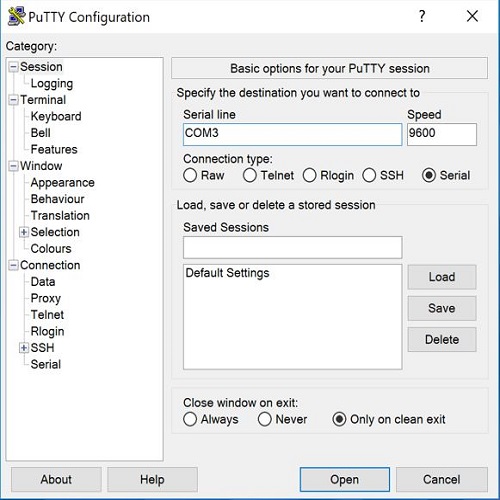 PuTTY Configuration ? ×
Category:
Session
Logging
Terminal
Keyboard
Bell
Features
Window
Appearance
Behaviour
Translation
Selection
Colours
Connection
Data
Proxy
Telnet
Rlogin
SSH
Serial
Basic options for your PuTTY session
Specify the destination you want to connect to
Serial line Speed
COM3 9600
Connection type:
Raw Telnet Rlogin SSH Serial
Load, save or delete a stored session
Saved Sessions
Default Settings
Load
Save
Delete
Close window on exit:
Always Never Only on clean exit
About Help Open Cancel